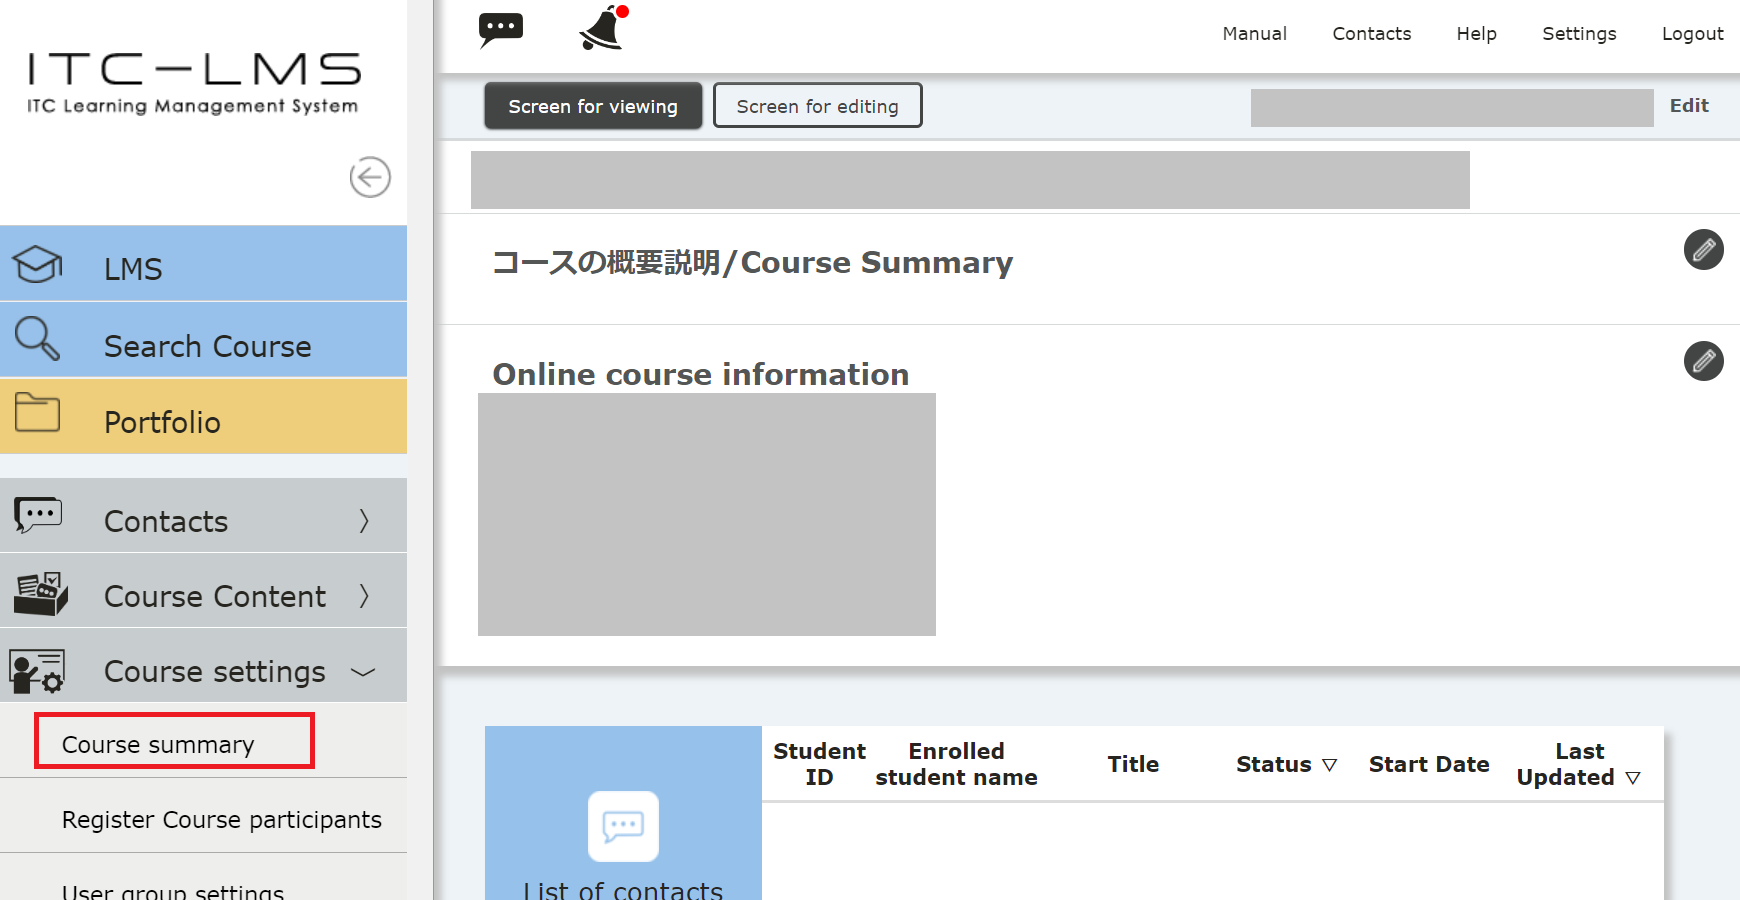 ITC-LMS
ITC Learning Management System
LMS
Search Course
Portfolio
Contacts
Course Content
Course settings
Course summary
Register Course participants
User group settings
Manual
Contacts
Help
Settings
Logout
Screen for viewing
Screen for editing
Edit
コースの概要説明/Course Summary
Online course information
List of contacts
Student
ID
Enrolled
student name
Title
Status ▽
Start Date
Last
Updated ▽